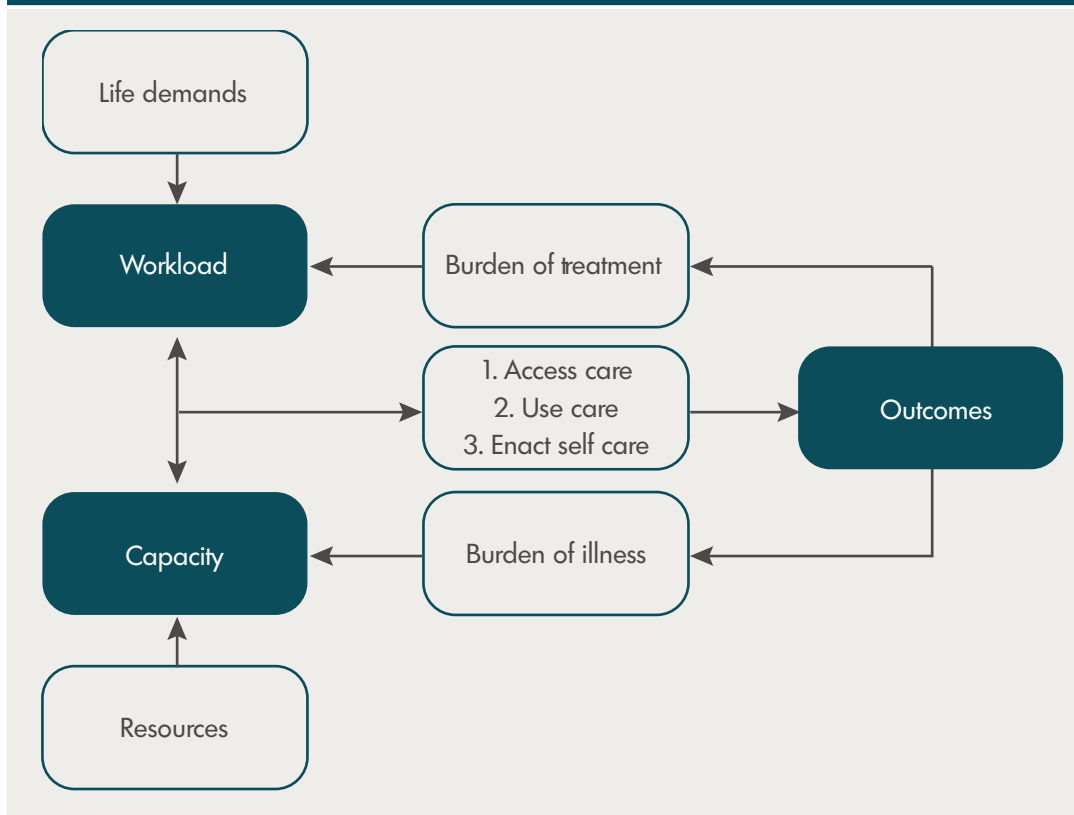 Life demands
Workload
Burden of treatment
1. Access care
2. Use care
3. Enact self care
Outcomes
Capacity
Burden of illness
Resources